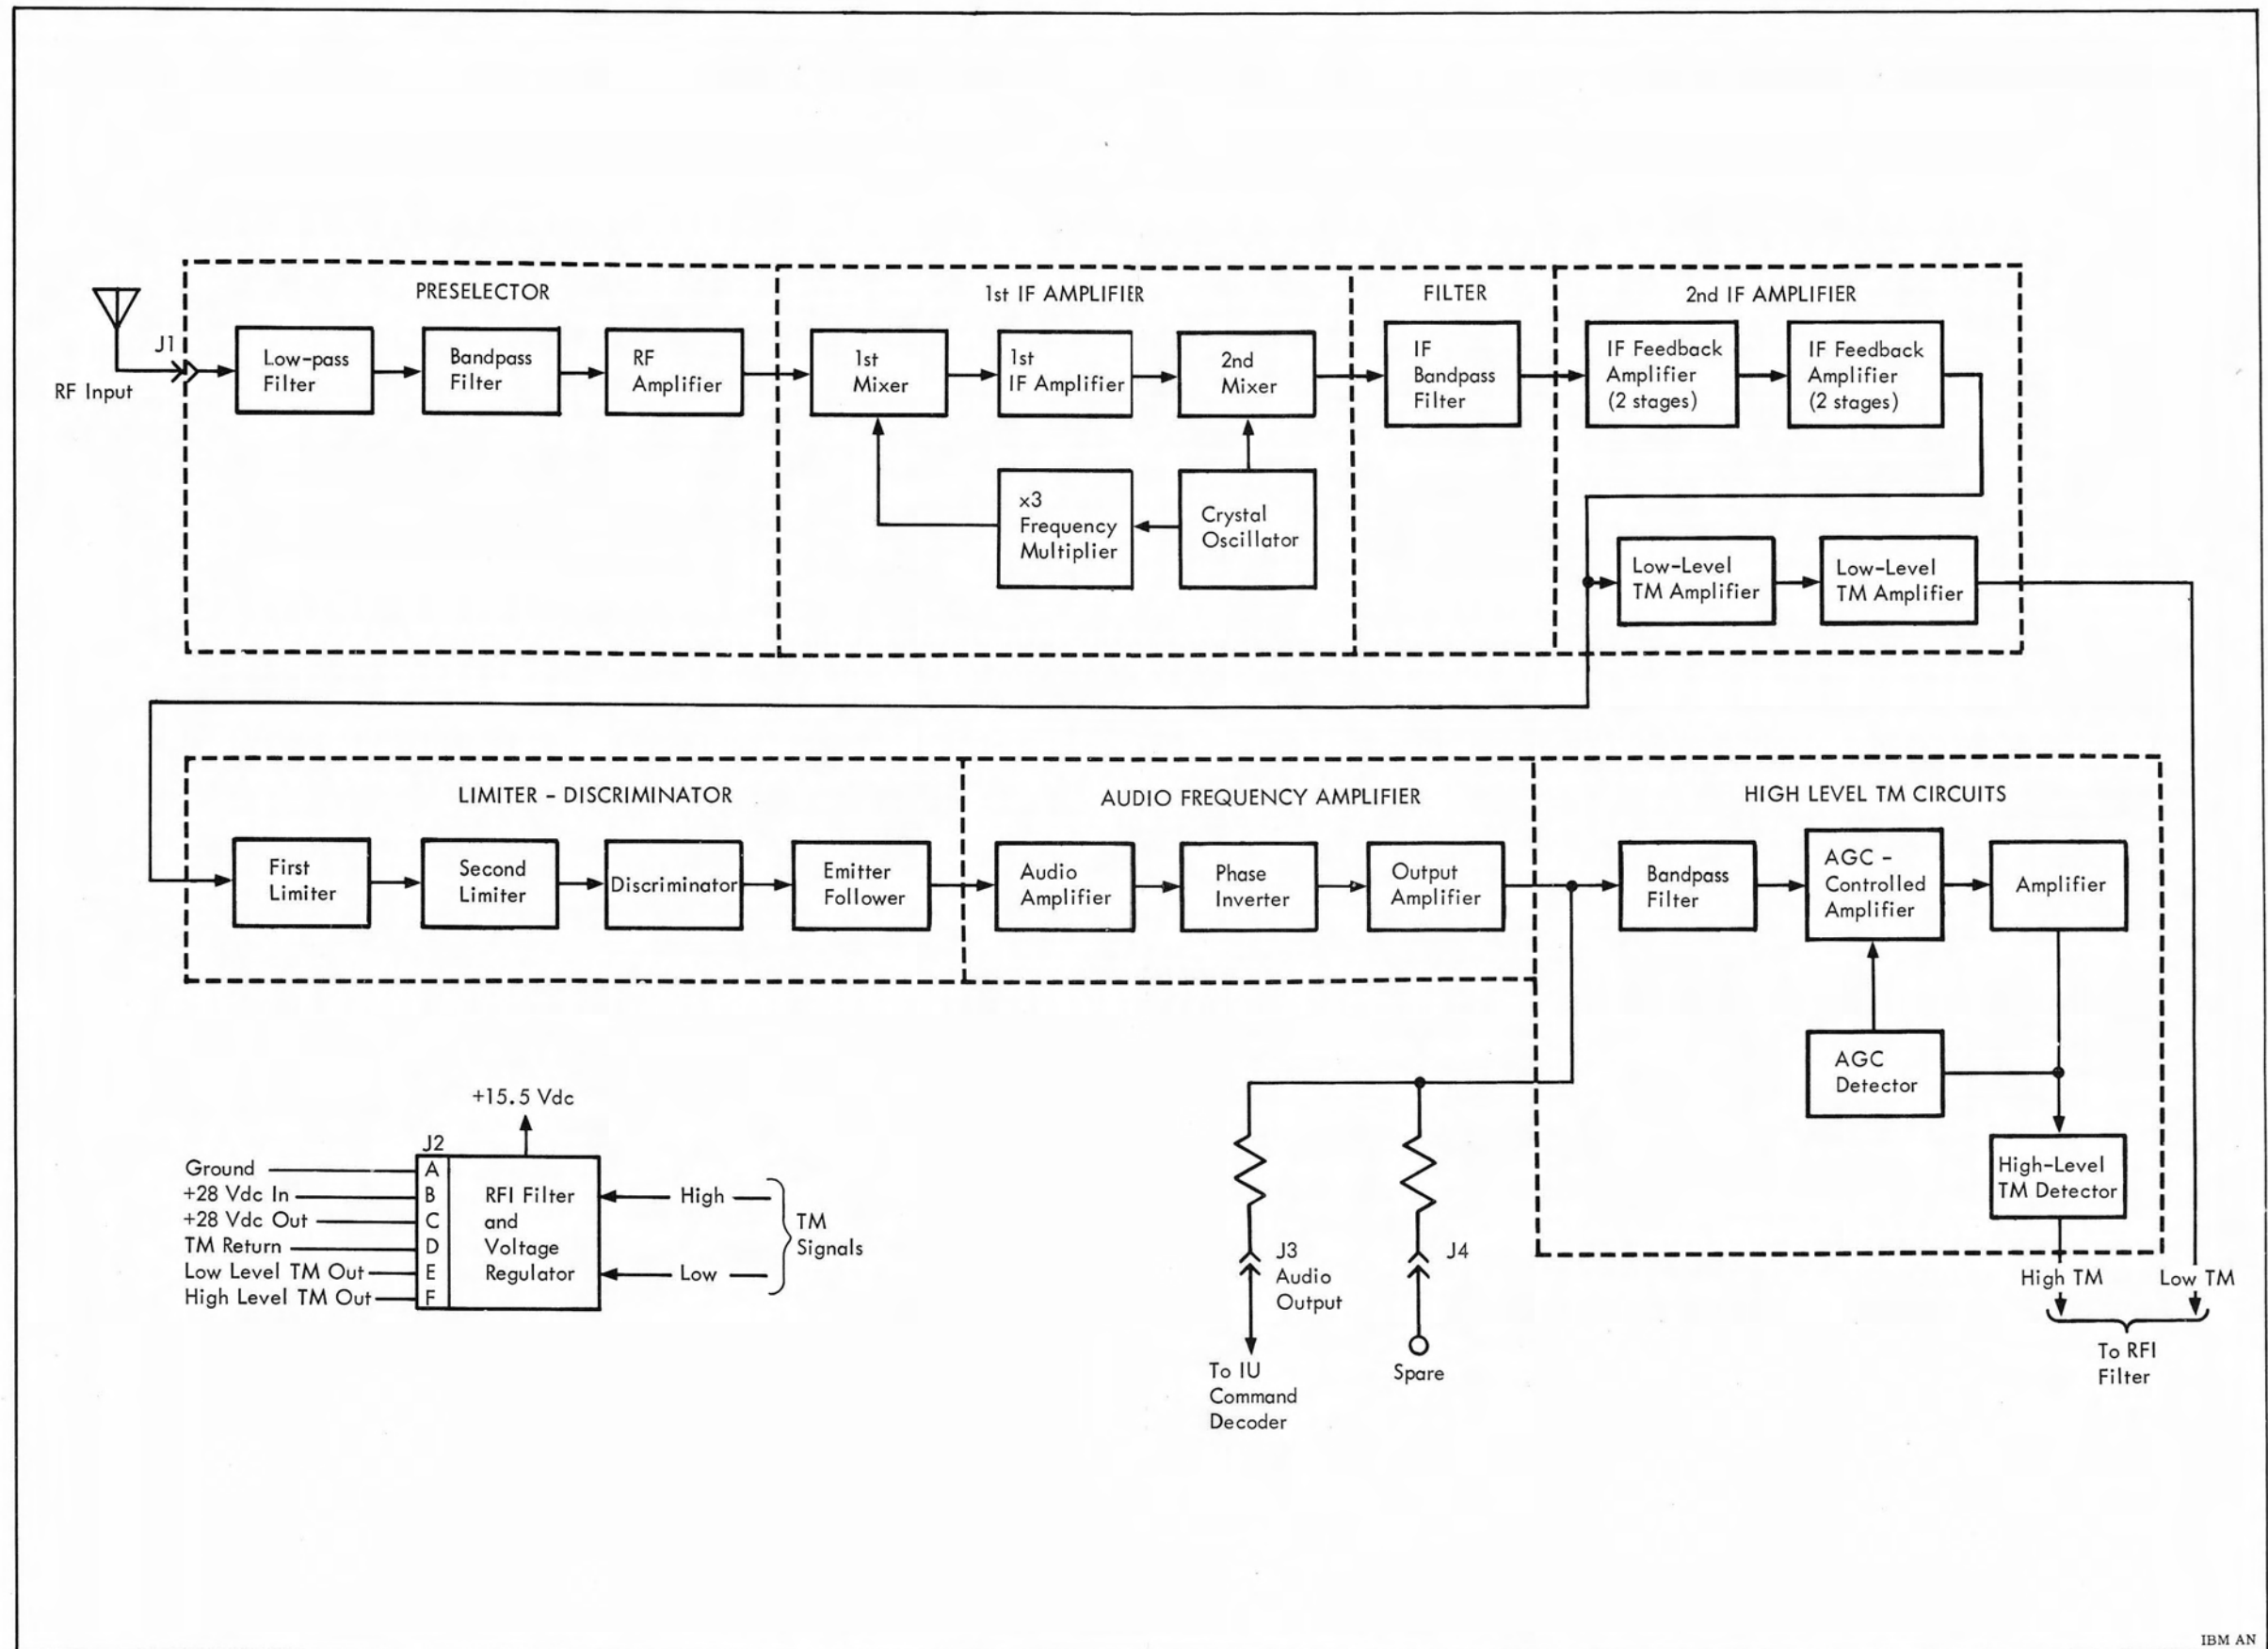 PRESELECTOR
1st IF AMPLIFIER
FILTER
2nd IF AMPLIFIER
J1
RF Input
Low-pass
Filter
Bandpass
Filter
RF
Amplifier
1st
Mixer
1st
IF Amplifier
2nd
Mixer
IF
Bandpass
Filter
IF Feedback
Amplifier
(2 stages)
IF Feedback
Amplifier
(2 stages)
x3
Frequency
Multiplier
Crystal
Oscillator
Low-Level
TM Amplifier
Low-Level
TM Amplifier
LIMITER - DISCRIMINATOR
AUDIO FREQUENCY AMPLIFIER
HIGH LEVEL TM CIRCUITS
First
Limiter
Second
Limiter
Discriminator
Emitter
Follower
Audio
Amplifier
Phase
Inverter
Output
Amplifier
Bandpass
Filter
AGC -
Controlled
Amplifier
Amplifier
AGC
Detector
High-Level
TM Detector
+15.5 Vdc
J2
Ground
A
+28 Vdc In
B
+28 Vdc Out
C
TM Return
D
Low Level TM Out
E
High Level TM Out
F
RFI Filter
and
Voltage
Regulator
High
Low
TM
Signals
J3
Audio
Output
To IU
Command
Decoder
J4
Spare
High TM
Low TM
To RFI
Filter
IBM AN